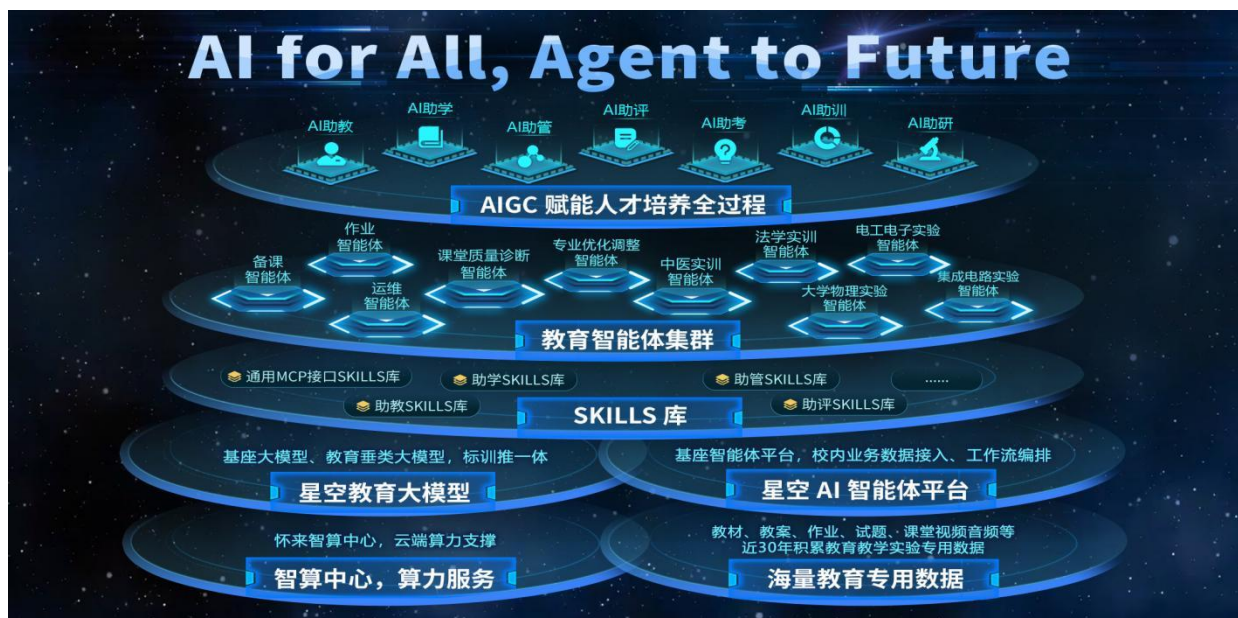 AI for All, Agent to Future
AI助教
AI助学
AI助管
AI助评
AI助考
AI助训
AI助研
AIGC 赋能人才培养全过程
备课
智能体
作业
智能体
运维
智能体
课堂质量诊断
智能体
专业优化调整
智能体
中医实训
智能体
法学实训
智能体
大学物理实验
智能体
电工电子实验
智能体
集成电路实验
智能体
教育智能体集群
通用MCP接口SKILLS库
助教SKILLS库
助学SKILLS库
助管SKILLS库
助评SKILLS库
......
SKILLS 库
基座大模型、教育垂类大模型，标训推一体
星空教育大模型
基座智能体平台，校内业务数据接入、工作流编排
星空 AI 智能体平台
怀来智算中心，云端算力支撑
智算中心，算力服务
教材、教案、作业、试题、课堂视频音频等
近30年积累教育教学实验专用数据
海量教育专用数据